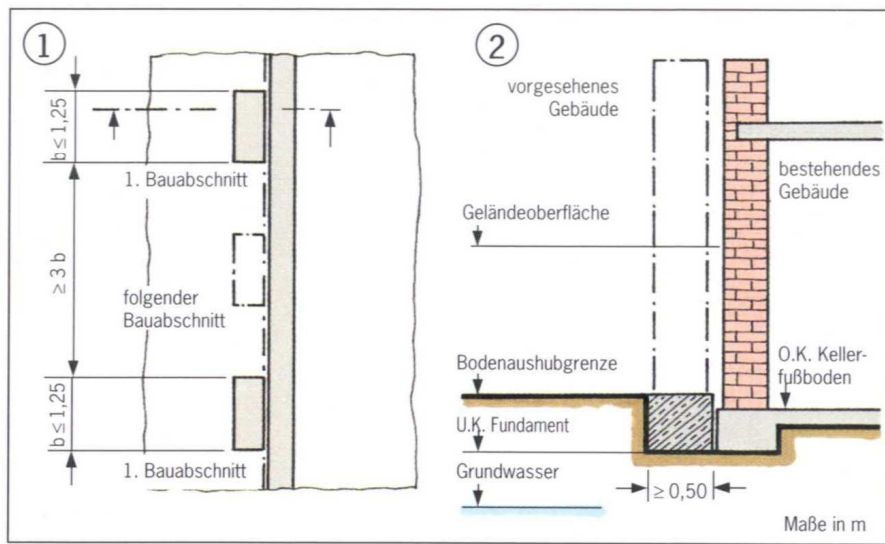 1
b ≤ 1,25
1. Bauabschnitt
≥ 3 b
folgender
Bauabschnitt
b ≤ 1,25
1. Bauabschnitt
2
vorgesehenes
Gebäude
bestehendes
Gebäude
Geländeoberfläche
Bodenaushubgrenze
O.K. Keller-
fußboden
U.K. Fundament
Grundwasser
≥ 0,50
Maße in m